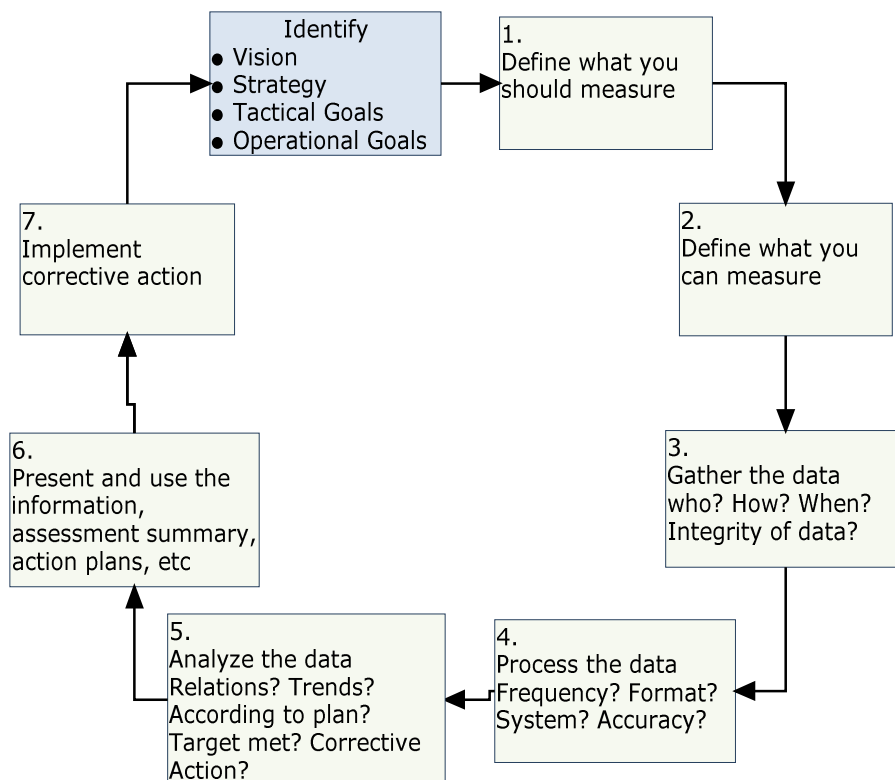 Identify
● Vision
● Strategy
● Tactical Goals
● Operational Goals
1.
Define what you
should measure
2.
Define what you
can measure
3.
Gather the data
who? How? When?
Integrity of data?
4.
Process the data
Frequency? Format?
System? Accuracy?
5.
Analyze the data
Relations? Trends?
According to plan?
Target met? Corrective
Action?
6.
Present and use the
information,
assessment summary,
action plans, etc
7.
Implement
corrective action